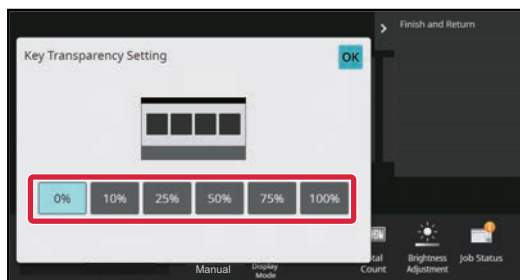 Finish and Return
Key Transparency Setting
OK
0%
10%
25%
50%
75%
100%
Manual
Display
Mode
Count
Brightness
Adjustment
Job Status